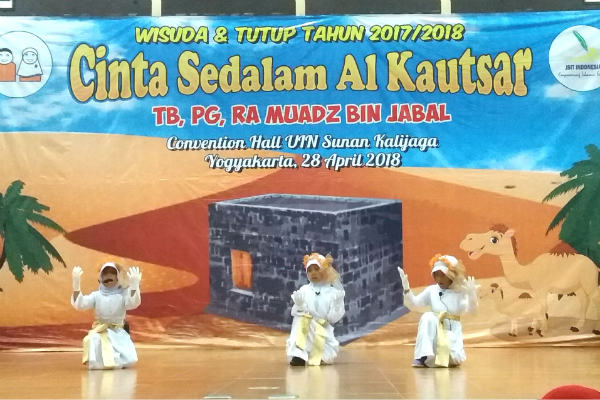 WISUDA & TUTUP TAHUN 2017/2018
Cinta Sedalam Al Kautsar
TB, PG, RA MUADZ BIN JABAL
Convention Hall UIN Sunan Kalijaga
Yogyakarta, 28 April 2018
JSIT INDONESIA